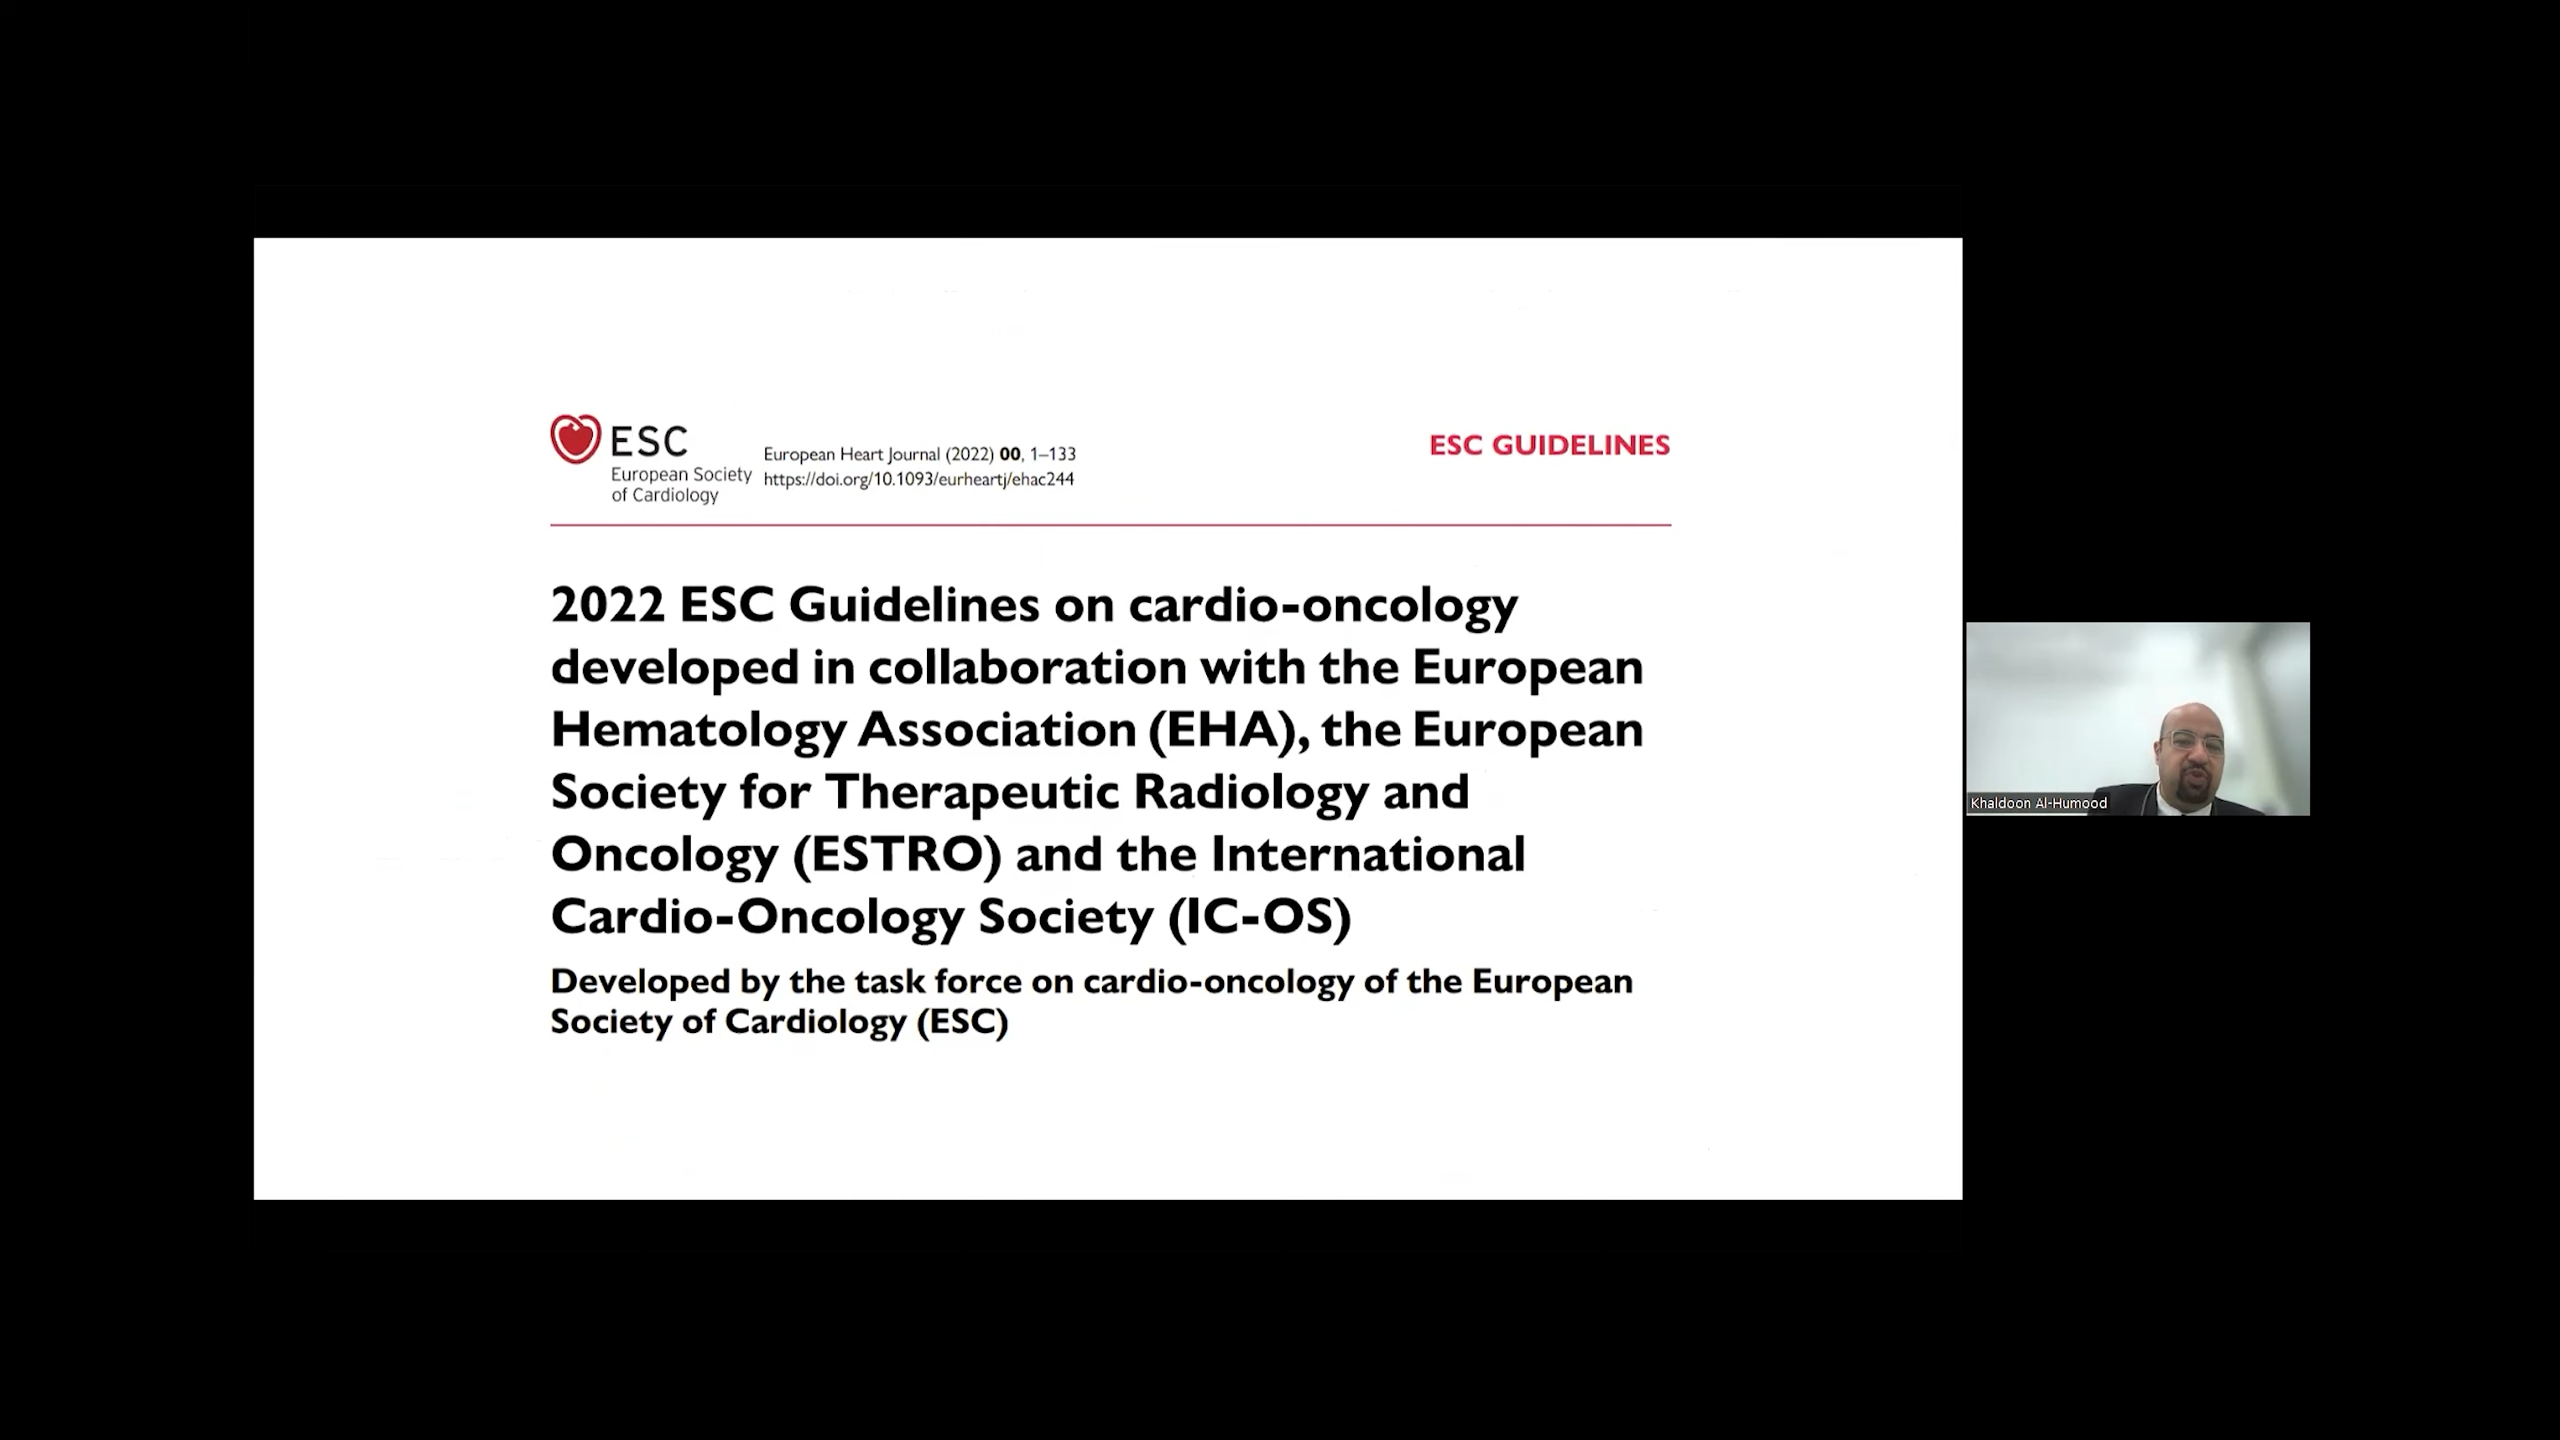 ESC
European Society
of Cardiology
European Heart Journal (2022) 00, 1–133
https://doi.org/10.1093/eurheartj/ehac244
ESC GUIDELINES
2022 ESC Guidelines on cardio-oncology
developed in collaboration with the European
Hematology Association (EHA), the European
Society for Therapeutic Radiology and
Oncology (ESTRO) and the International
Cardio-Oncology Society (IC-OS)
Developed by the task force on cardio-oncology of the European
Society of Cardiology (ESC)
Khaldoon Al-Humood